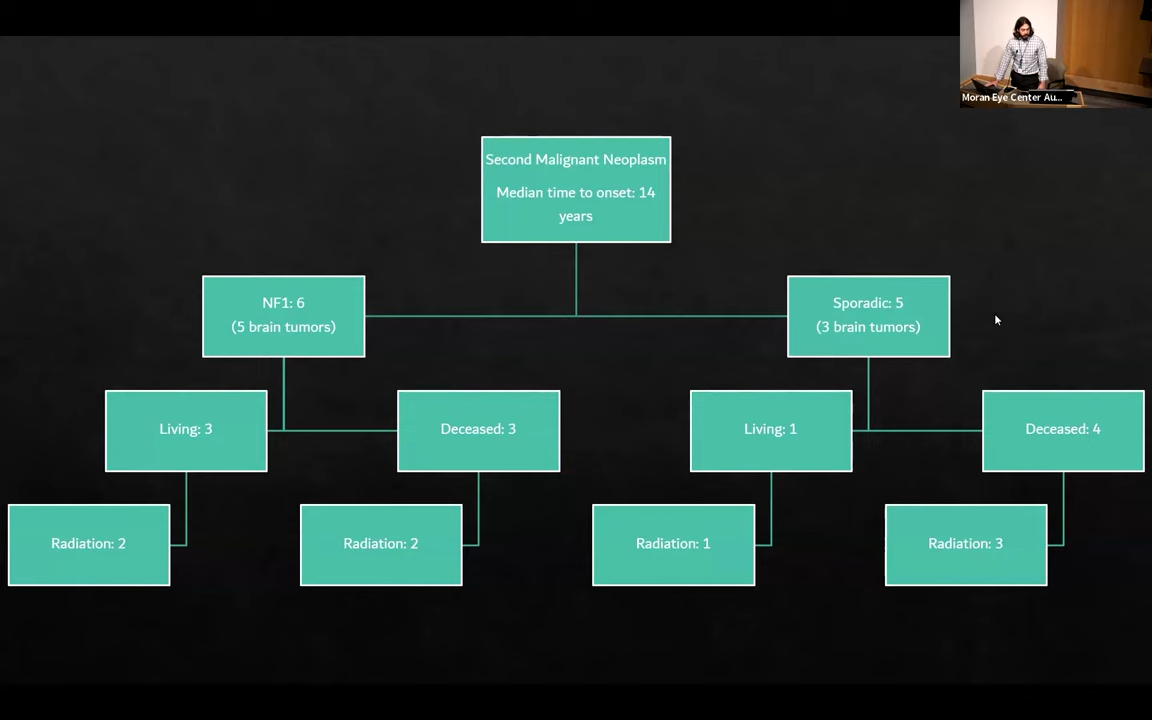 Moran Eye Center Au...
Second Malignant Neoplasm
Median time to onset: 14
years
NF1: 6
(5 brain tumors)
Sporadic: 5
(3 brain tumors)
Living: 3
Deceased: 3
Living: 1
Deceased: 4
Radiation: 2
Radiation: 2
Radiation: 1
Radiation: 3